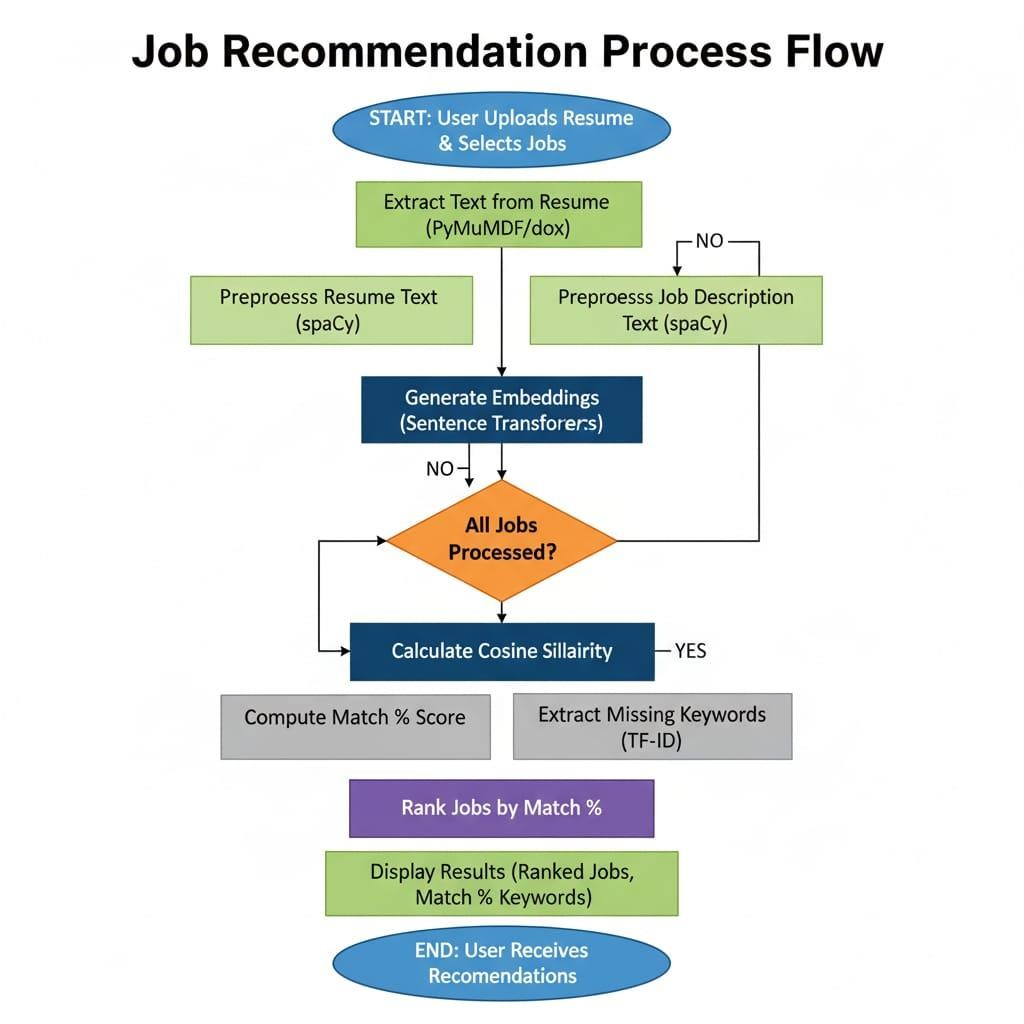 Job Recommendation Process Flow
START: User Uploads Resume
& Selects Jobs
Extract Text from Resume
(PyMuMDF/dox)
NO
Preproesss Resume Text
(spaCy)
Preproesss Job Description
Text (spaCy)
Generate Embeddings
(Sentence Transforers)
NO
All Jobs
Processed?
Calculate Cosine Sillairity
YES
Compute Match % Score
Extract Missing Keywords
(TF-ID)
Rank Jobs by Match %
Display Results (Ranked Jobs,
Match % Keywords)
END: User Receives
Recomendations